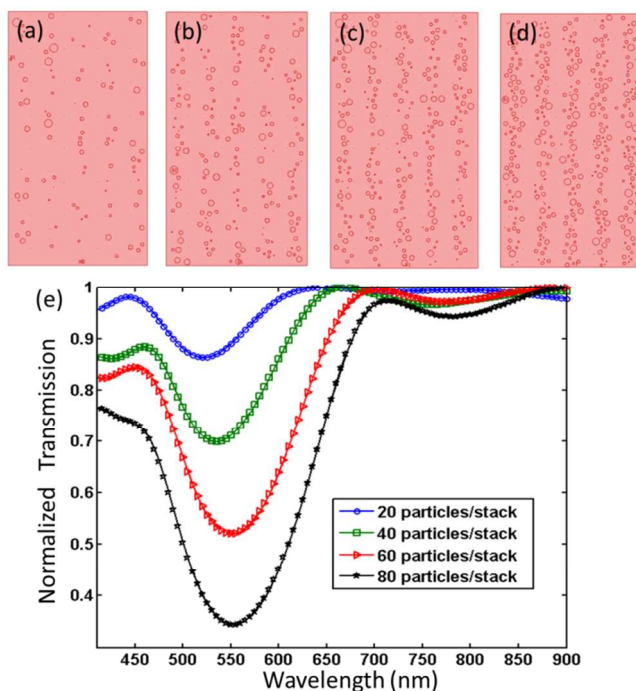 (a)
(b)
(c)
(d)
(e)
1
0.9
0.8
0.7
0.6
0.5
0.4
Normalized Transmission
20 particles/stack
40 particles/stack
60 particles/stack
80 particles/stack
450 500 550 600 650 700 750 800 850 900
Wavelength (nm)